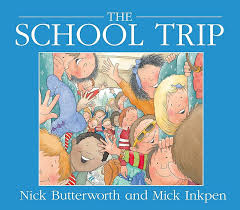 THE
SCHOOL TRIP
Nick Butterworth and Mick Inkpen